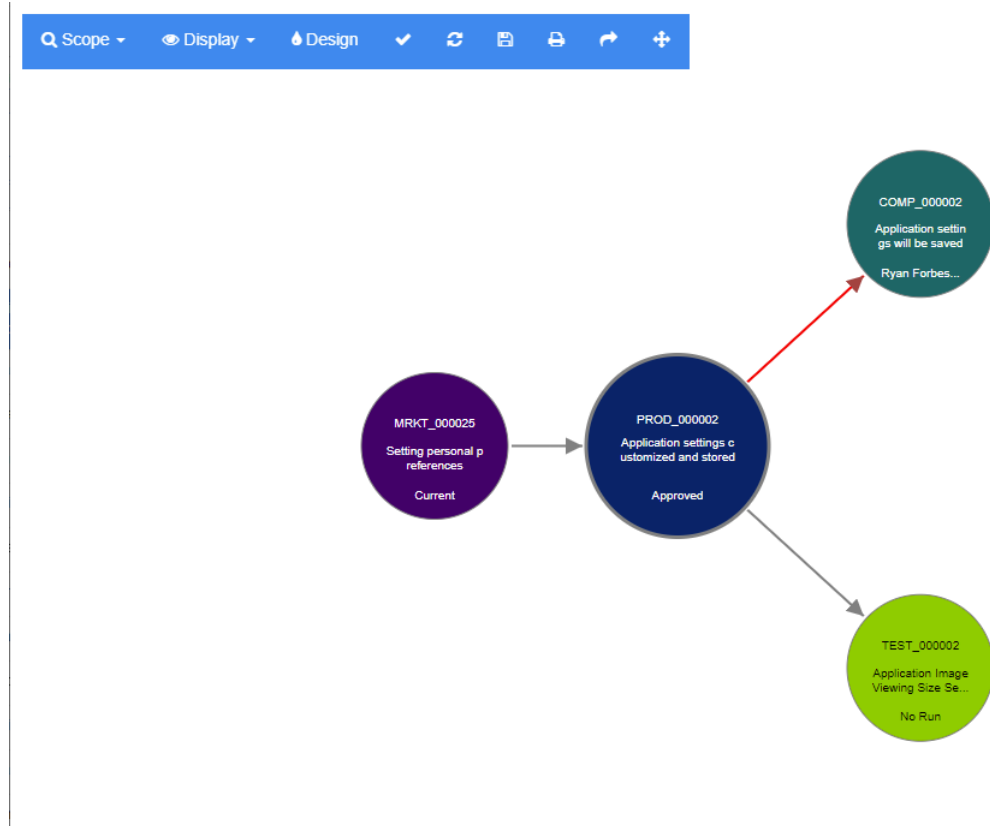 Scope Display Design
COMP_000002
Application settin
gs will be saved
Ryan Forbes...
MRKT_000025
Setting personal p
references
Current
PROD_000002
Application settings c
ustomized and stored
Approved
TEST_000002
Application Image
Viewing Size Se...
No Run